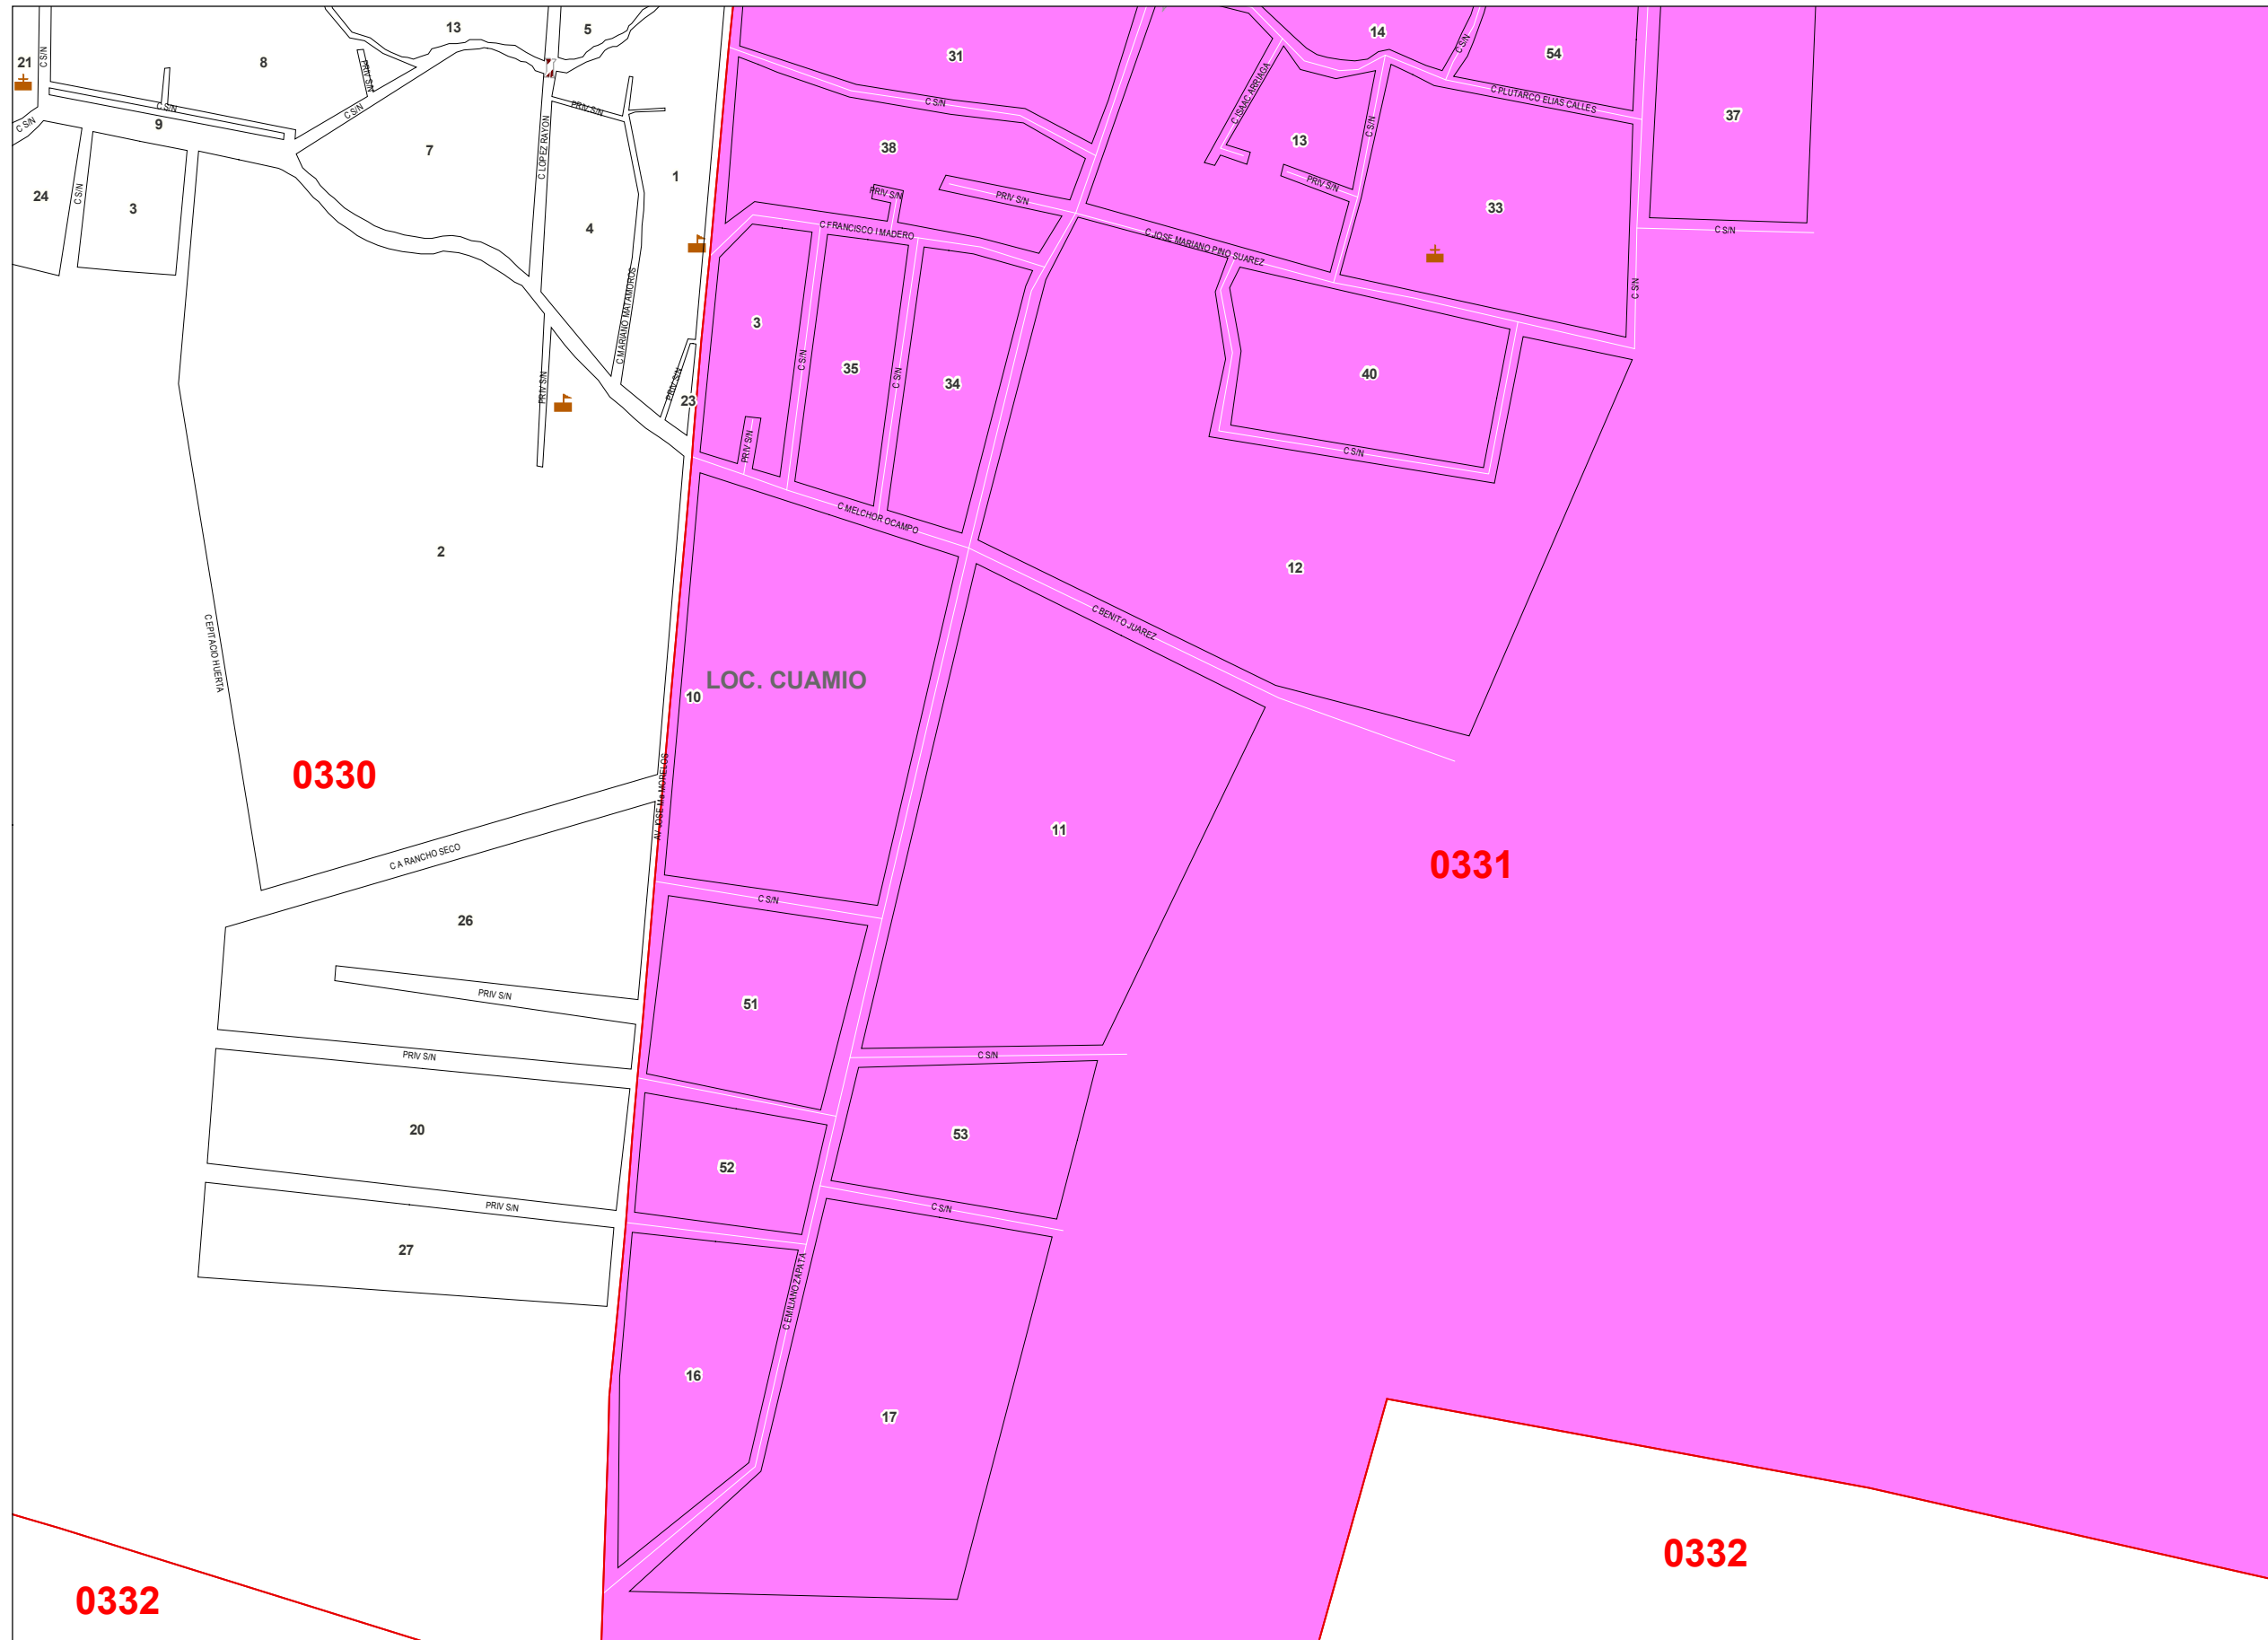 13
5
14
54
31
21
C S/N
8
PRIV S/N
C S/N
C ISAAC ARRIAGA
C PLUTARCO ELIAS CALLES
37
C S/N
C S/N
C S/N
PRIV S/N
C S/N
9
C S/N
C LOPEZ RAYON
C S/N
13
7
38
1
24
C S/N
3
PRIV S/N
PRIV S/N
PRIV S/N
33
4
C FRANCISCO I MADERO
C JOSE MARIANO PINO SUAREZ
C S/N
C S/N
C MARIANO MATAMOROS
3
35
34
40
C S/N
C S/N
PRIV S/N
PRIV S/N
23
PRIV S/N
C S/N
C MELCHOR OCAMPO
2
12
C BENITO JUAREZ
C EPITACIO HUERTA
LOC. CUAMIO
10
0330
AV JOSE Ma MORELOS
11
C A RANCHO SECO
0331
C S/N
26
PRIV S/N
51
PRIV S/N
C S/N
20
53
52
PRIV S/N
C S/N
27
C EMILIANO ZAPATA
16
17
0332
0332